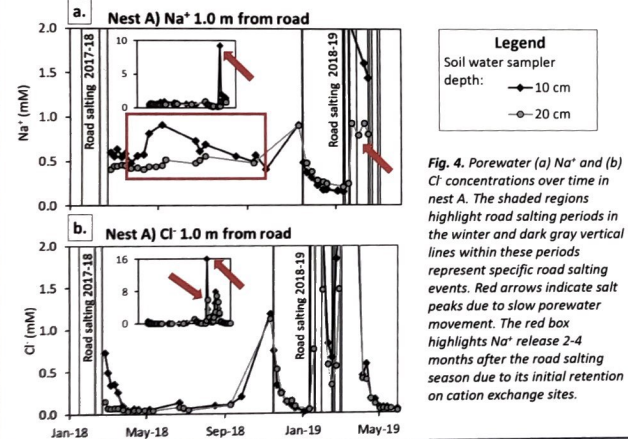 a.
Nest A) Na⁺ 1.0 m from road
2.0
1.5
1.0
0.5
0.0
Na⁺ (mM)
Road salting 2017-18
10
5
0
Road salting 2018-19
b.
Nest A) Cl⁻ 1.0 m from road
2.0
1.5
1.0
0.5
0.0
Cl⁻ (mM)
Road salting 2017-18
16
8
0
Road salting 2018-19
Jan-18 May-18 Sep-18 Jan-19 May-19
Legend
Soil water sampler
depth:
10 cm
20 cm
Fig. 4. Porewater (a) Na⁺ and (b)
Cl⁻ concentrations over time in
nest A. The shaded regions
highlight road salting periods in
the winter and dark gray vertical
lines within these periods
represent specific road salting
events. Red arrows indicate salt
peaks due to slow porewater
movement. The red box
highlights Na⁺ release 2-4
months after the road salting
season due to its initial retention
on cation exchange sites.